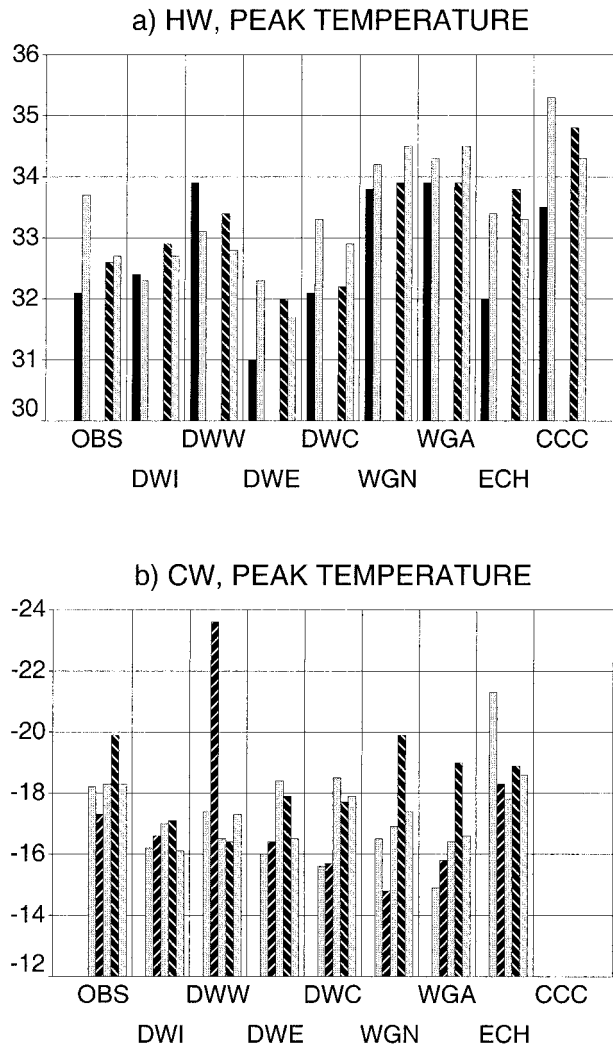 a) HW, PEAK TEMPERATURE
36
35
34
33
32
31
30
OBS DWW DWC WGA CCC
DWI DWE WGN ECH
b) CW, PEAK TEMPERATURE
-24
-22
-20
-18
-16
-14
-12
OBS DWW DWC WGA CCC
DWI DWE WGN ECH